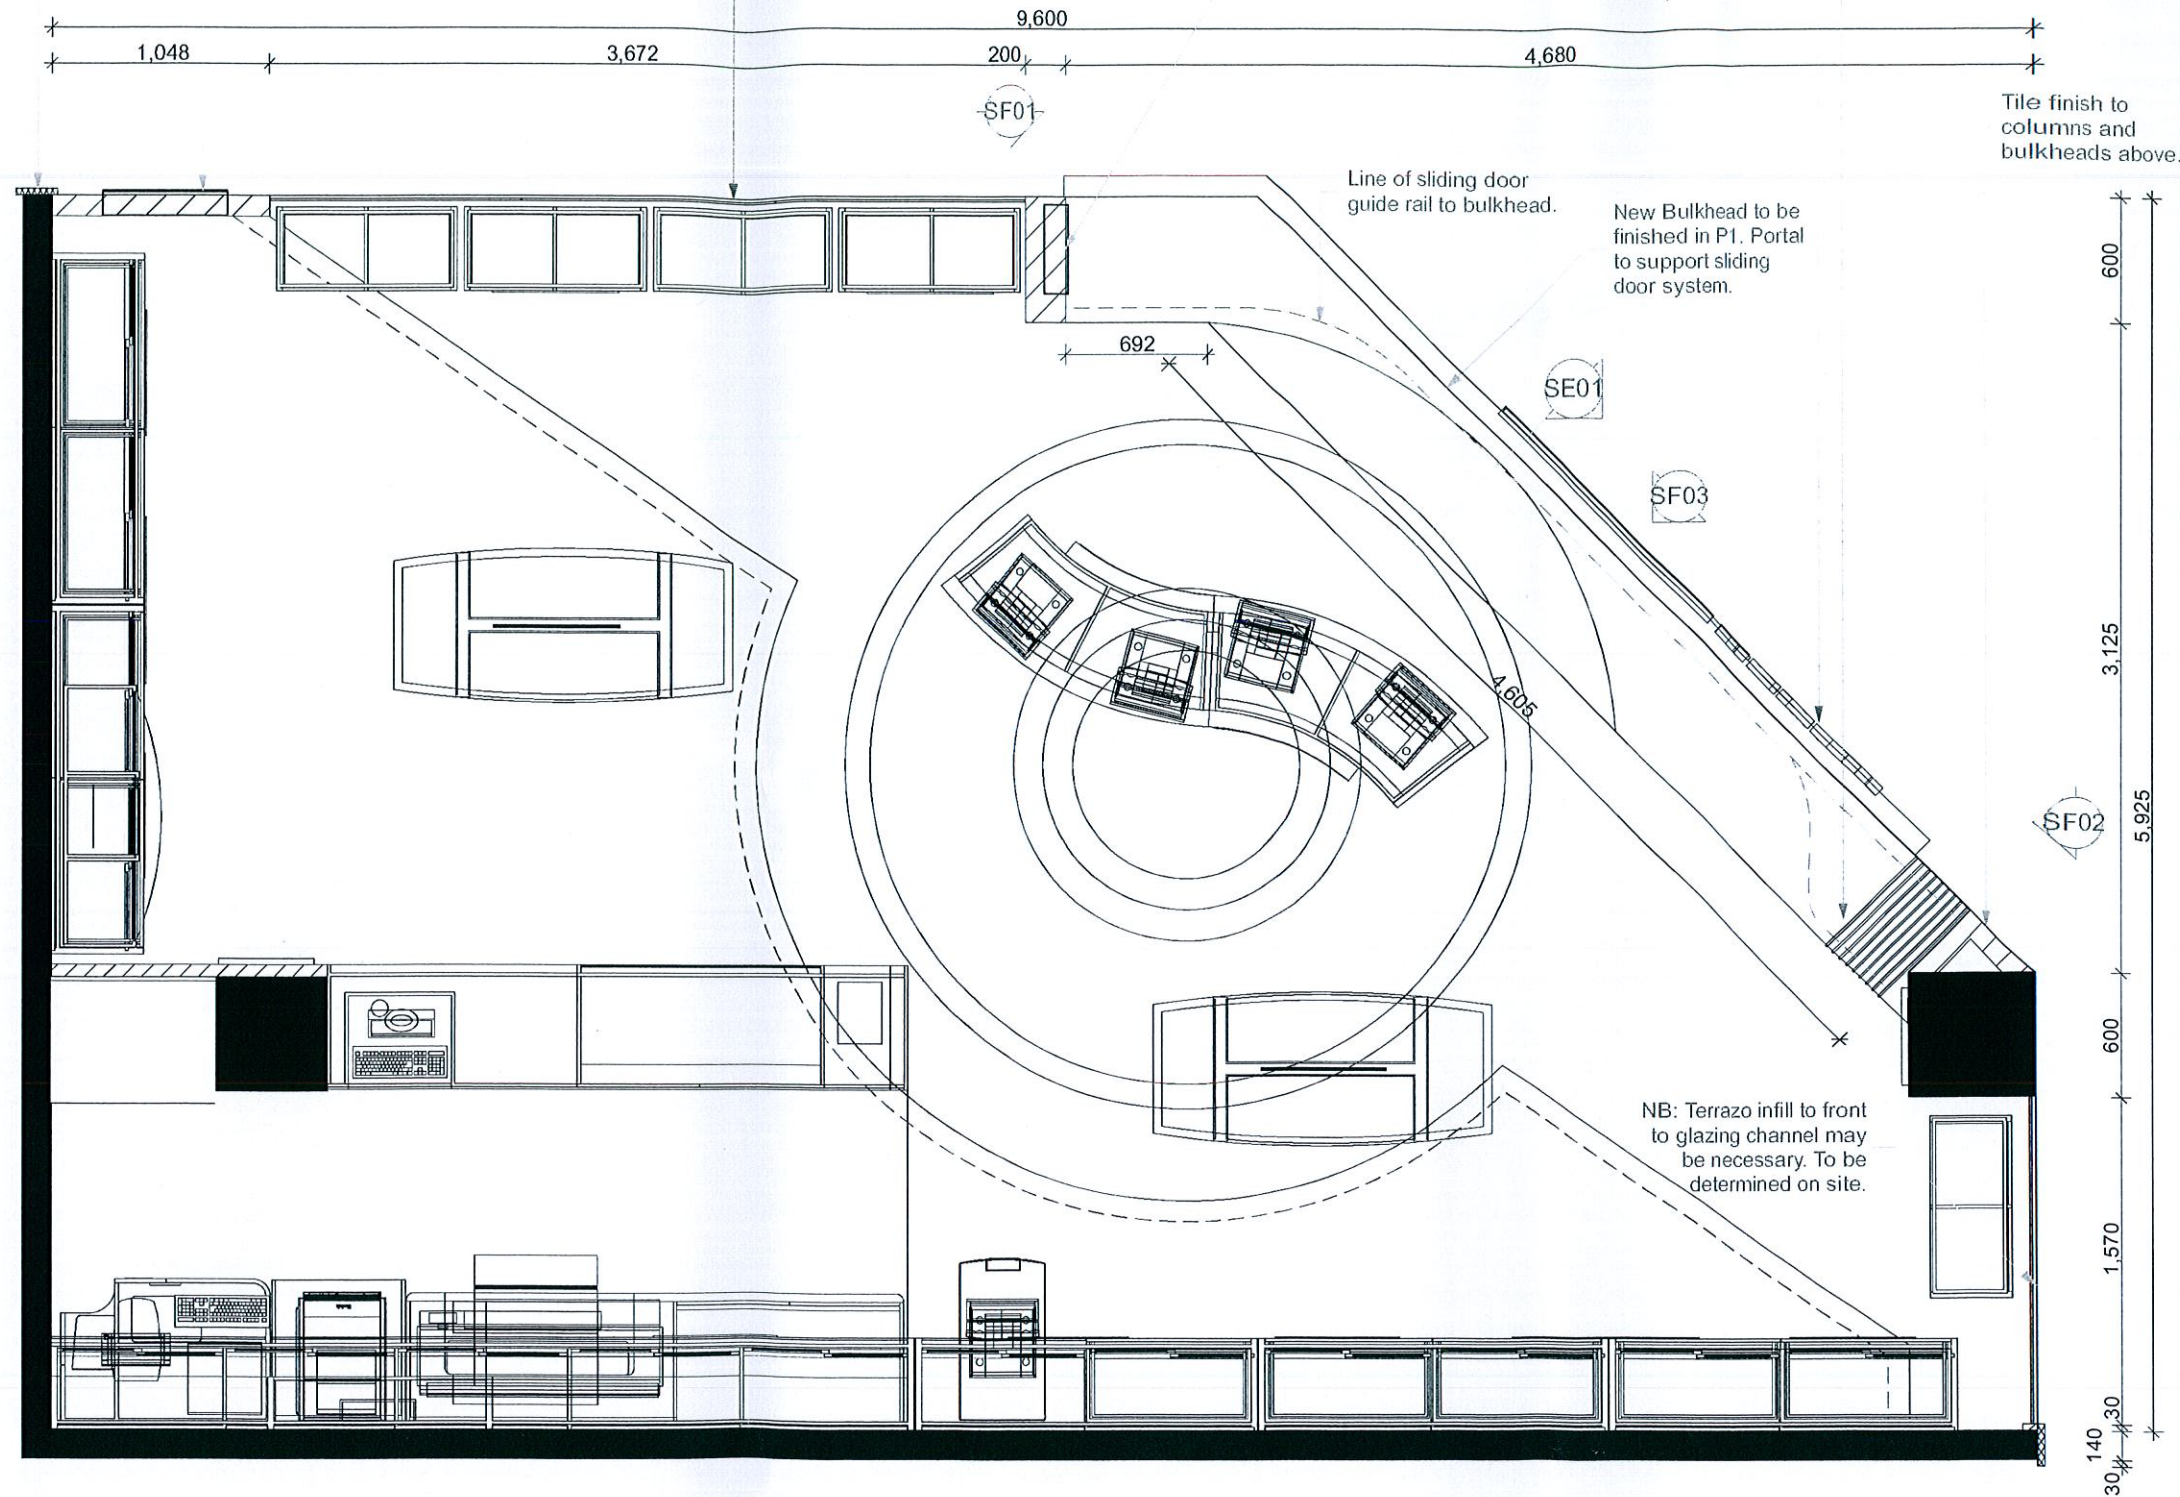 9,600
1,048
3,672
200
4,680
SF01
Tile finish to
columns and
bulkheads above.
Line of sliding door
guide rail to bulkhead.
New Bulkhead to be
finished in P1. Portal
to support sliding
door system.
600
692
SE01
SF03
3,125
4,605
SF02
5,925
600
NB: Terrazo infill to front
to glazing channel may
be necessary. To be
determined on site.
1,570
30
140
30